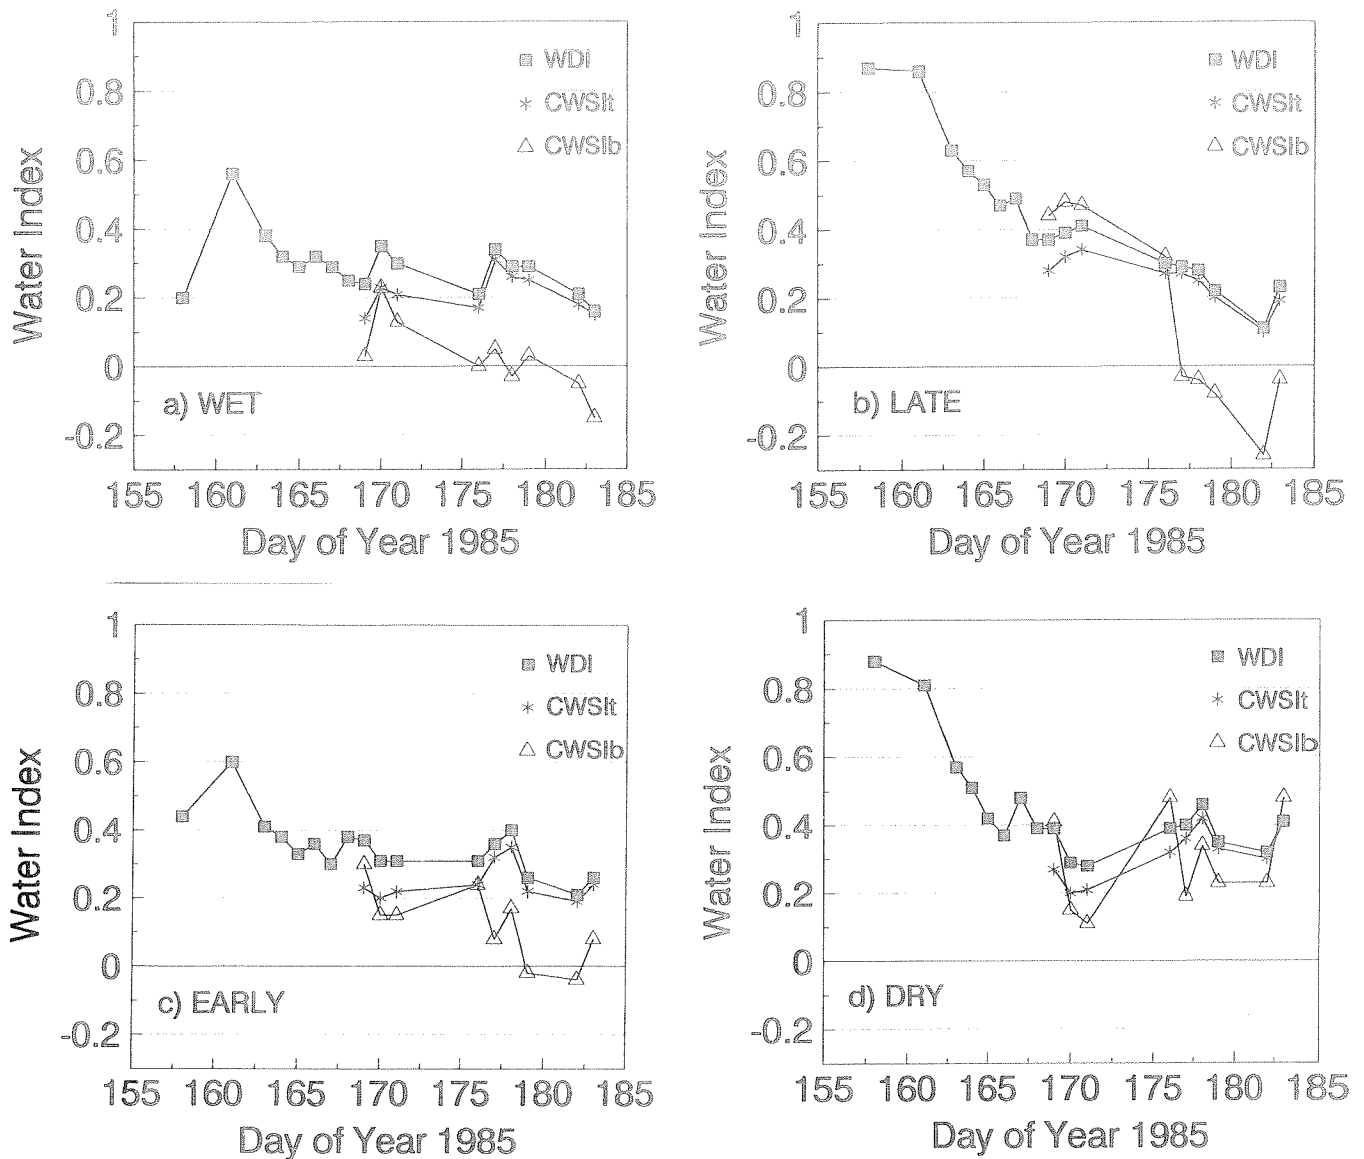 1
0.8
0.6
0.4
0.2
0
-0.2
Water Index
WDI
CWSIt
CWSIb
a) WET
155 160 165 170 175 180 185
Day of Year 1985
1
0.8
0.6
0.4
0.2
0
-0.2
Water Index
WDI
CWSIt
CWSIb
b) LATE
155 160 165 170 175 180 185
Day of Year 1985
1
0.8
0.6
0.4
0.2
0
-0.2
Water Index
WDI
CWSIt
CWSIb
c) EARLY
155 160 165 170 175 180 185
Day of Year 1985
1
0.8
0.6
0.4
0.2
0
-0.2
Water Index
WDI
CWSIt
CWSIb
d) DRY
155 160 165 170 175 180 185
Day of Year 1985